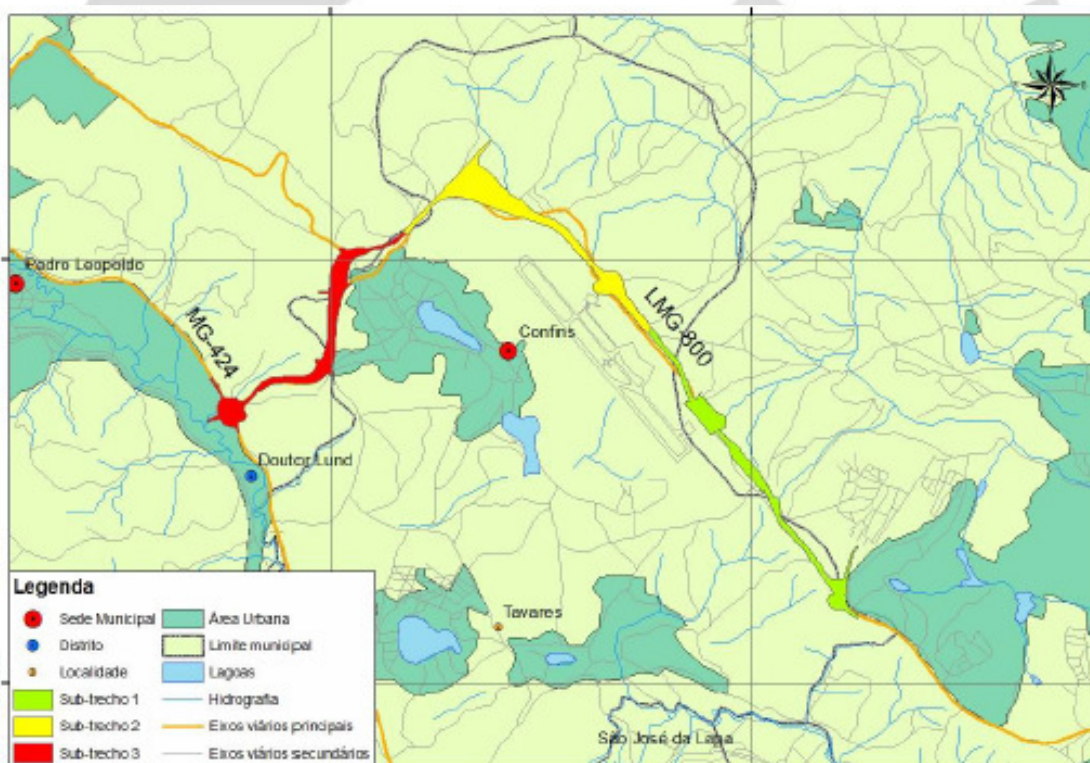 Pedro Leopoldo
MG-424
LMG-800
Confins
Doutor Lund
Tavares
São José da Lapa
Legenda
Sede Municipal
Distrito
Localidade
Sub-trecho 1
Sub-trecho 2
Sub-trecho 3
Área Urbana
Limite municipal
Lagoas
Hidrografia
Eixos viários principais
Eixos viários secundários